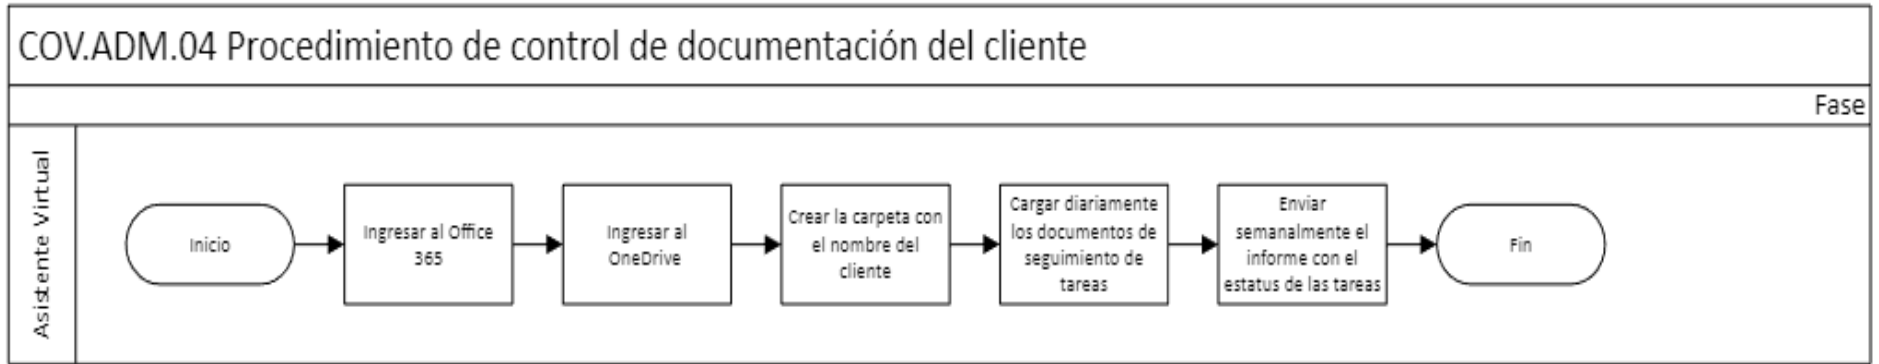 COV.ADM.04 Procedimiento de control de documentación del cliente
Fase
Asistente Virtual
Inicio
Ingresar al Office
365
Ingresar al
OneDrive
Crear la carpeta con
el nombre del
cliente
Cargar diariamente
los documentos de
seguimiento de
tareas
Enviar
semanalmente el
informe con el
estatus de las tareas
Fin